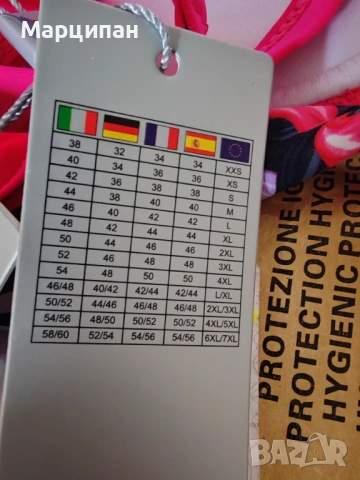 Марципан
38 32 34 34 XXS
40 34 36 36 XS
42 36 38 38 S
44 38 40 40 M
46 40 42 42 L
48 42 44 44 XL
50 44 46 46 2XL
52 46 48 48 3XL
54 48 50 50 4XL
46/48 40/42 42/44 42/44 L/XL
50/52 44/46 46/48 46/48 2XL/3XL
54/56 48/50 50/52 50/52 4XL/5XL
58/60 52/54 54/56 54/56 6XL/7XL
PROTEZIONE IG
PROTECTION HYG
HYGIENIC PROTE
BAZAR
bg